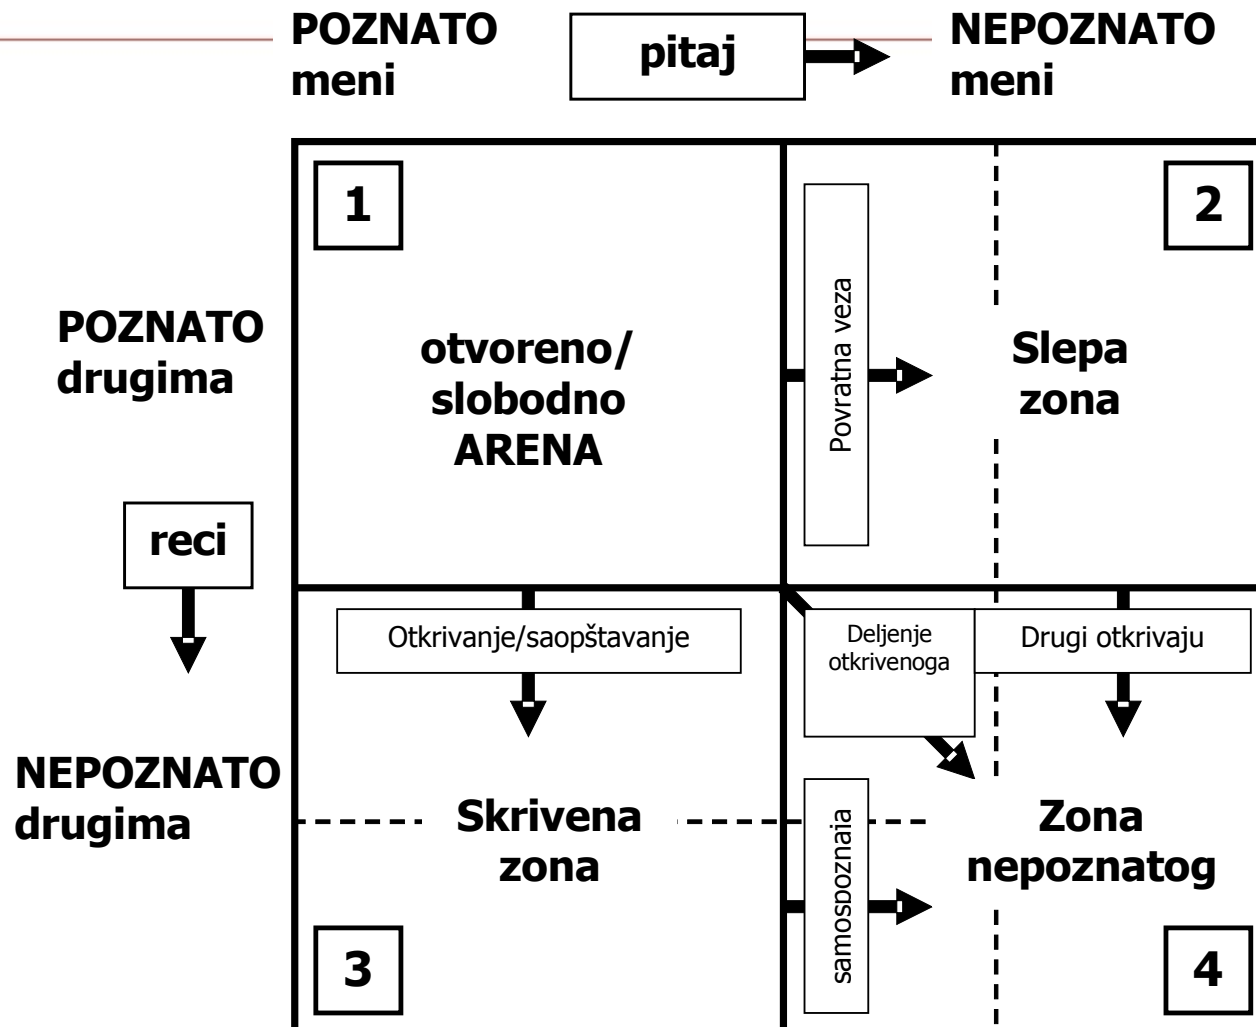 POZNATO
meni
pitaj
NEPOZNATO
meni
1
2
POZNATO
drugima
otvoreno/
slobodno
ARENA
Povratna veza
Slepa
zona
reci
Otkrivanje/saopštavanje
Deljenje
otkrivenoga
Drugi otkrivaju
NEPOZNATO
drugima
Skrivena
zona
samospoznaia
Zona
nepoznatog
3
4